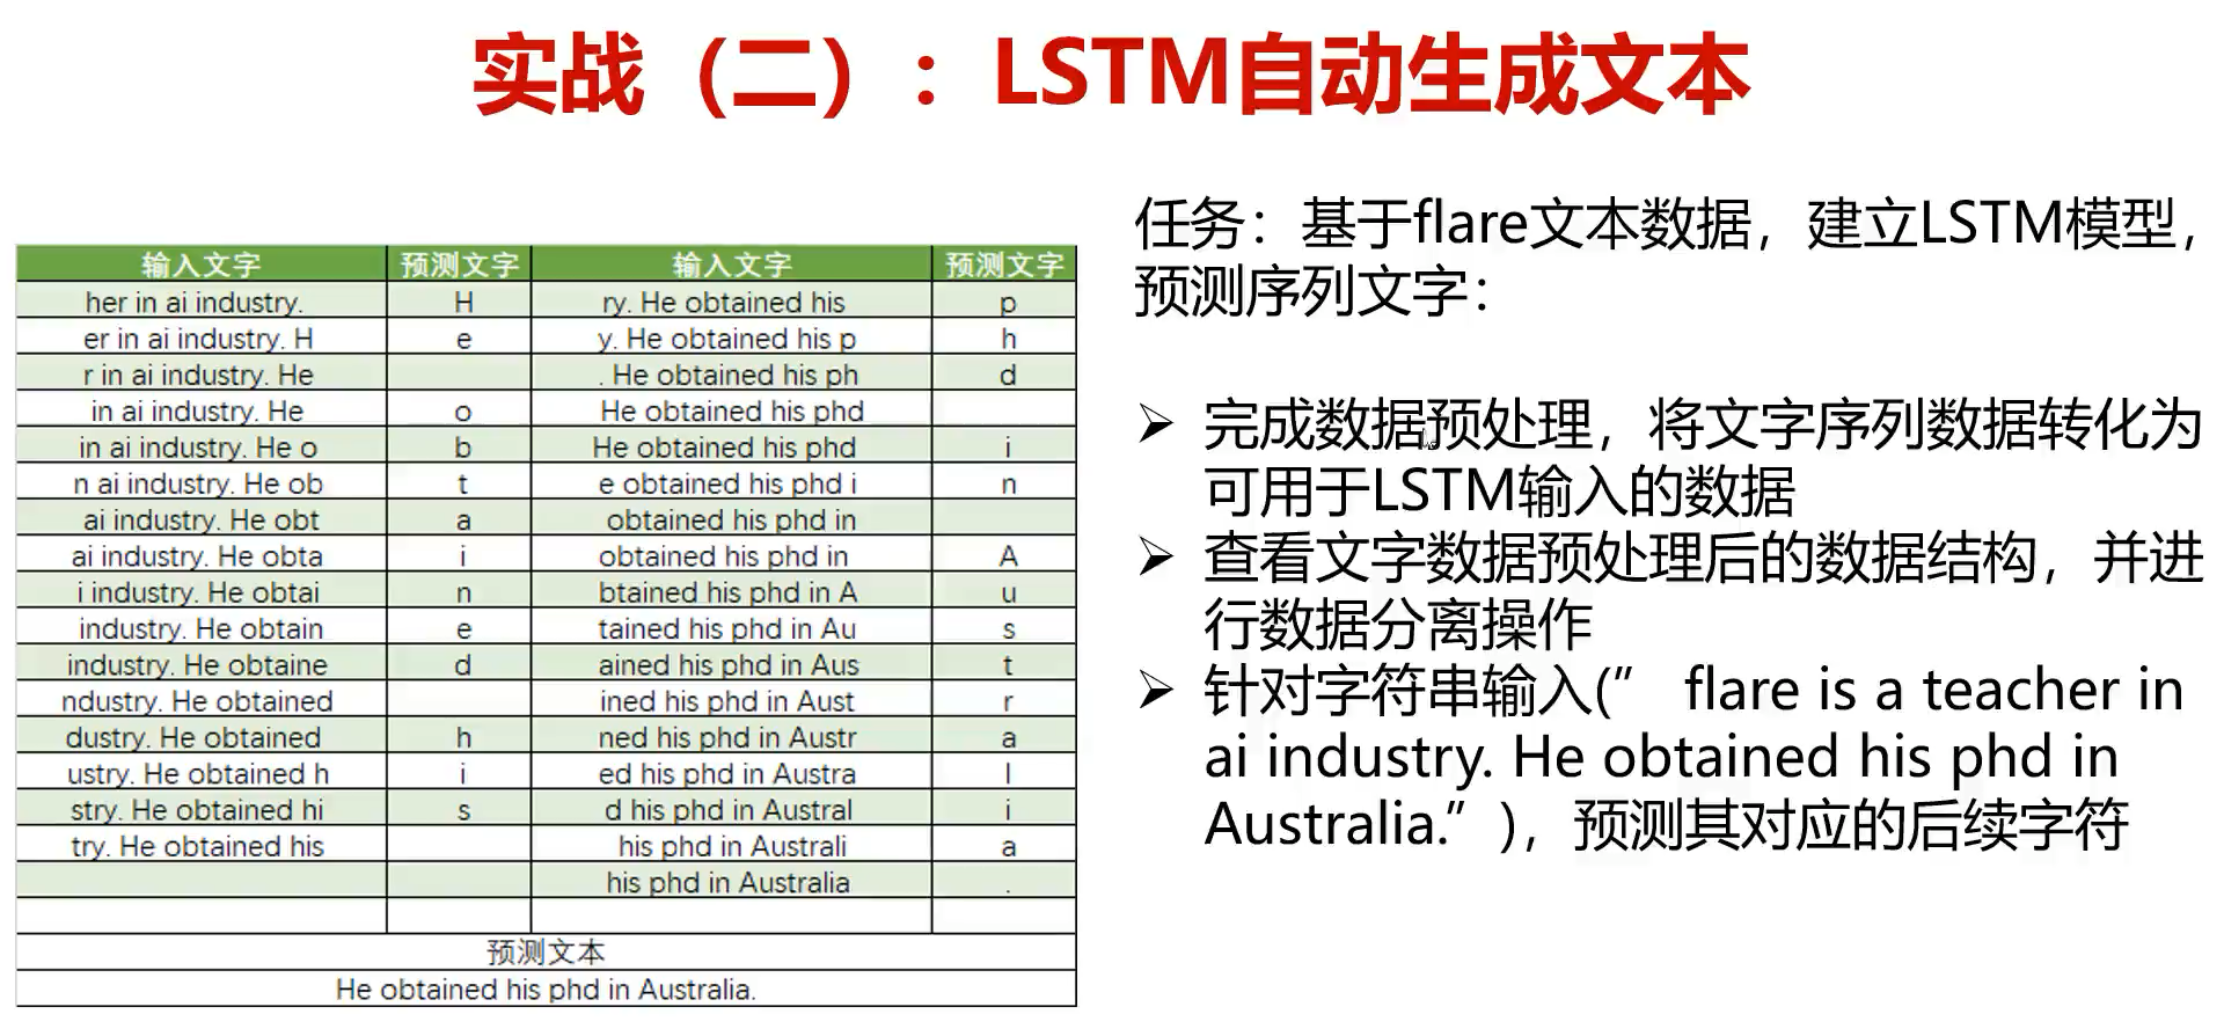 实战（二）：LSTM自动生成文本
输入文字 预测文字 输入文字 预测文字
her in ai industry. H ry. He obtained his p
er in ai industry. H e y. He obtained his p h
r in ai industry. He . He obtained his ph d
in ai industry. He o He obtained his phd
in ai industry. He o b He obtained his phd i
n ai industry. He ob t e obtained his phd i n
ai industry. He obt a obtained his phd in
ai industry. He obta i obtained his phd in A
i industry. He obtai n btained his phd in A u
industry. He obtain e tained his phd in Au s
industry. He obtaine d ained his phd in Aus t
ndustry. He obtained ined his phd in Aust r
dustry. He obtained h ned his phd in Austr a
ustry. He obtained h i ed his phd in Austra l
stry. He obtained hi s d his phd in Austral i
try. He obtained his his phd in Australi a
his phd in Australia .
预测文本
He obtained his phd in Australia.
任务：基于flare文本数据，建立LSTM模型，
预测序列文字：
➢ 完成数据预处理，将文字序列数据转化为
可用于LSTM输入的数据
➢ 查看文字数据预处理后的数据结构，并进
行数据分离操作
➢ 针对字符串输入(” flare is a teacher in
ai industry. He obtained his phd in
Australia.”)，预测其对应的后续字符